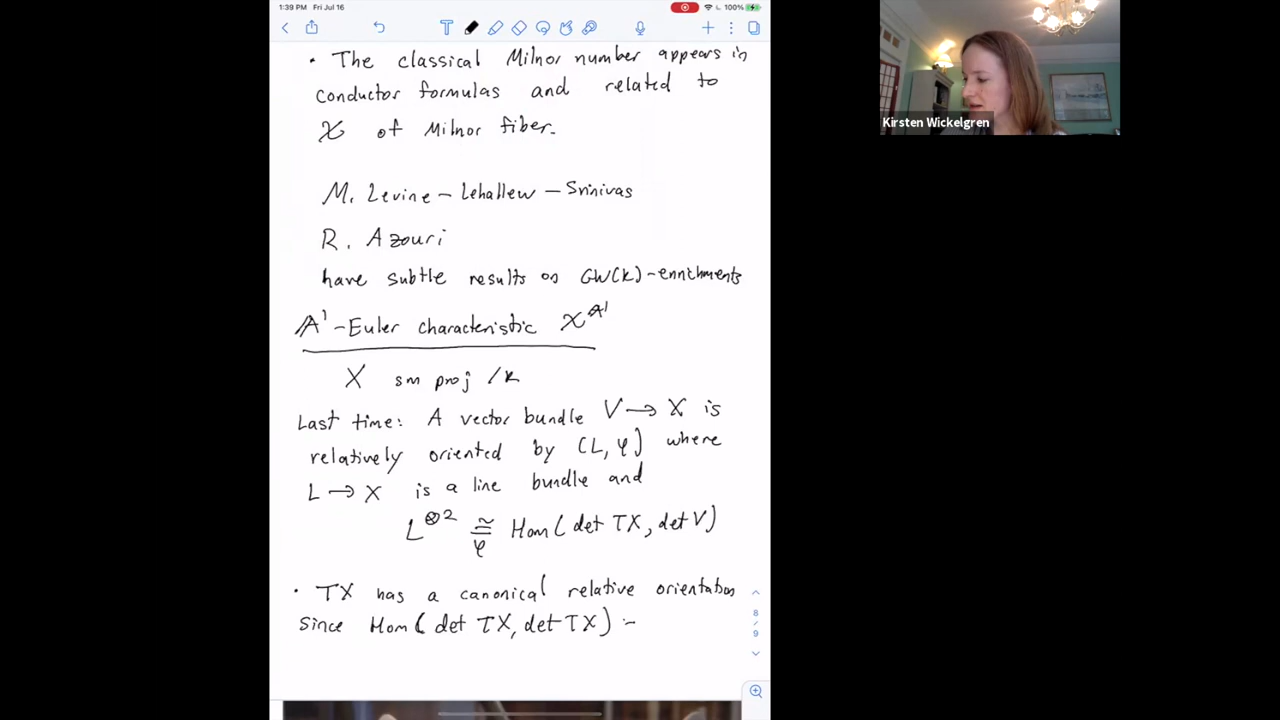 1:39 PM Fri Jul 16
100%
• The classical Milnor number appears in
conductor formulas and related to
χ of Milnor fiber.
M. Levine – Lehallew – Srinivas
R. Azouri
have subtle results on GW(k)-enrichments
𝔸¹-Euler characteristic χ^𝔸¹
X sm proj /k
Last time: A vector bundle V → X is
relatively oriented by (L, φ) where
L → X is a line bundle and
L^⊗2 ≅_φ Hom(det TX, det V)
• TX has a canonical relative orientation
Since Hom(det TX, det TX) =
8
/
9
Kirsten Wickelgren